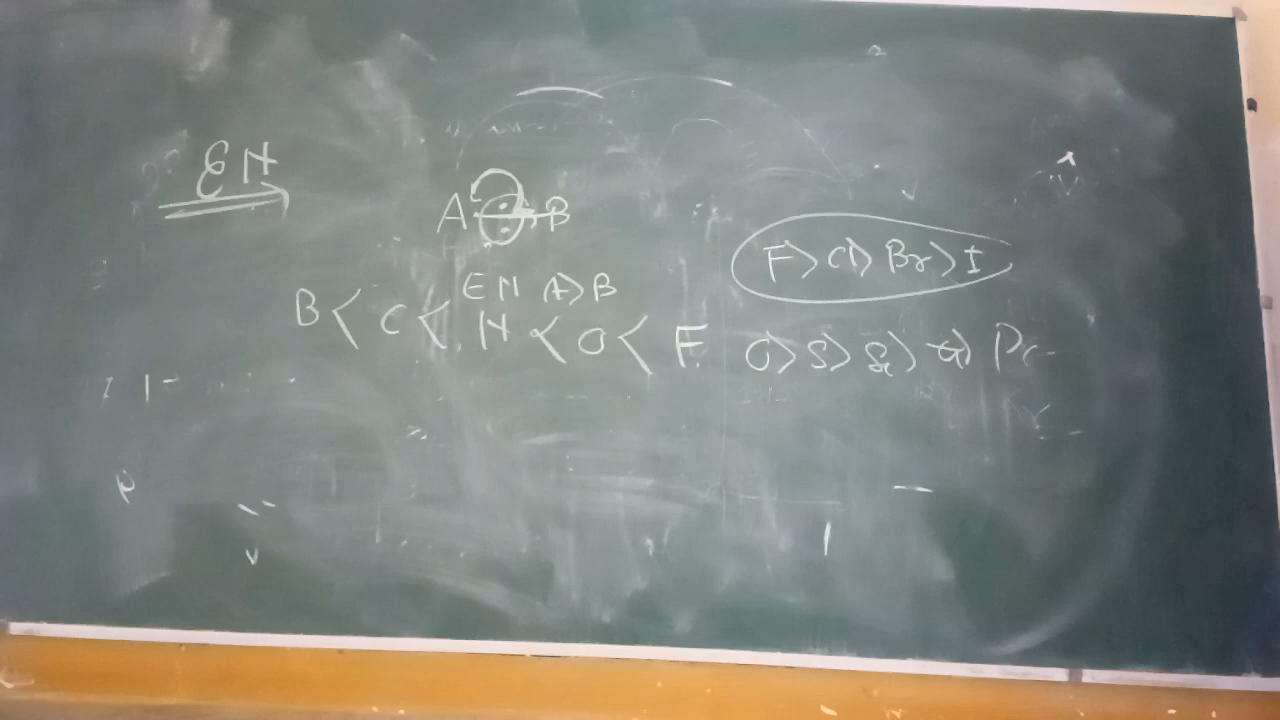 EN
A : B
F > Cl > Br > I
EN A > B
B < C < N < O < F
O > S > Se > Te > Po